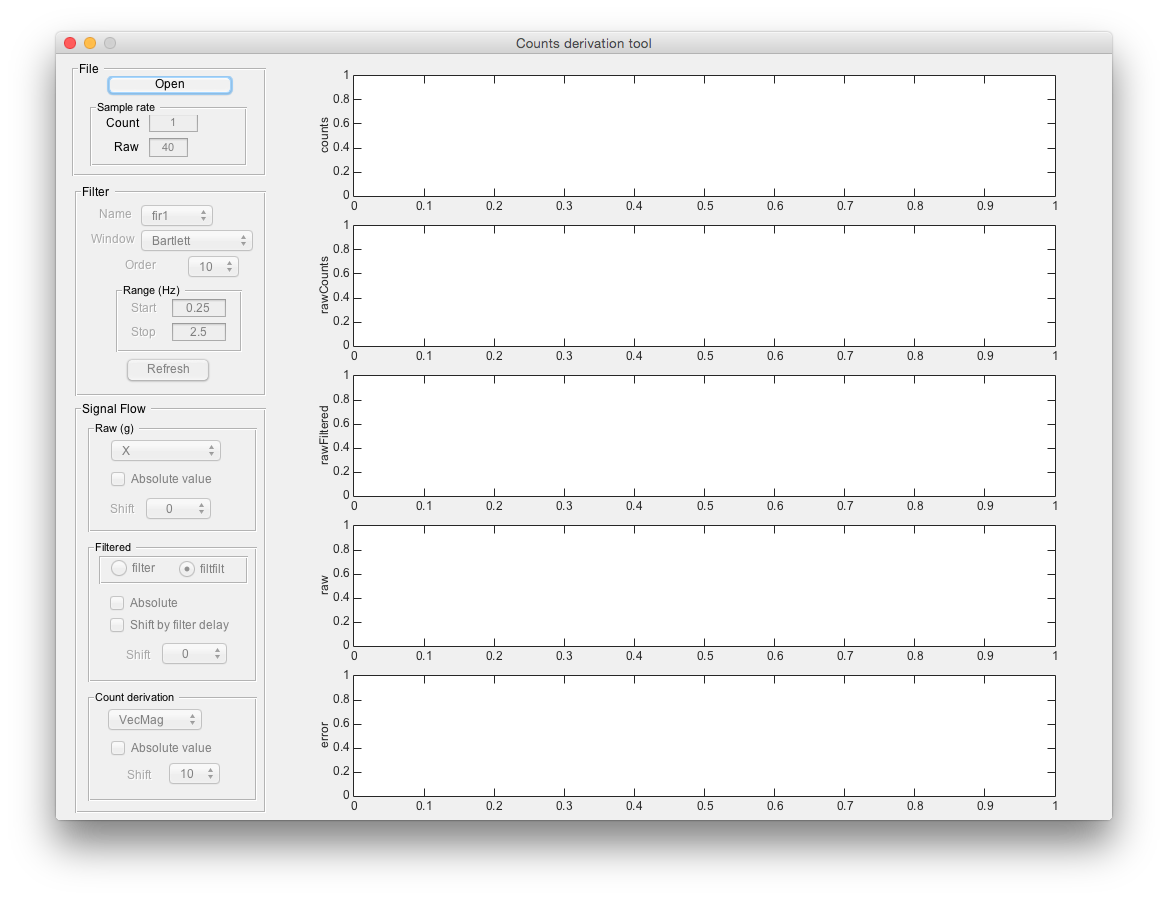 Counts derivation tool
File
Open
Sample rate
Count 1
Raw 40
Filter
Name fir1
Window Bartlett
Order 10
Range (Hz)
Start 0.25
Stop 2.5
Refresh
Signal Flow
Raw (g)
X
Absolute value
Shift 0
Filtered
filter filtfilt
Absolute
Shift by filter delay
Shift 0
Count derivation
VecMag
Absolute value
Shift 10
counts
1
0.8
0.6
0.4
0.2
0
0 0.1 0.2 0.3 0.4 0.5 0.6 0.7 0.8 0.9 1
rawCounts
1
0.8
0.6
0.4
0.2
0
0 0.1 0.2 0.3 0.4 0.5 0.6 0.7 0.8 0.9 1
rawFiltered
1
0.8
0.6
0.4
0.2
0
0 0.1 0.2 0.3 0.4 0.5 0.6 0.7 0.8 0.9 1
raw
1
0.8
0.6
0.4
0.2
0
0 0.1 0.2 0.3 0.4 0.5 0.6 0.7 0.8 0.9 1
error
1
0.8
0.6
0.4
0.2
0
0 0.1 0.2 0.3 0.4 0.5 0.6 0.7 0.8 0.9 1